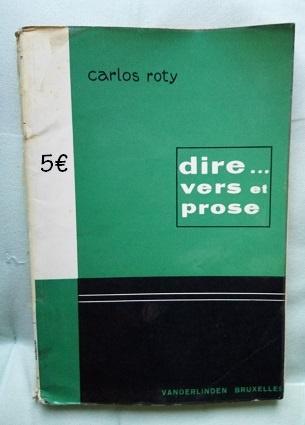 carlos roty
5€
dire...
vers et
prose
VANDERLINDEN BRUXELLES